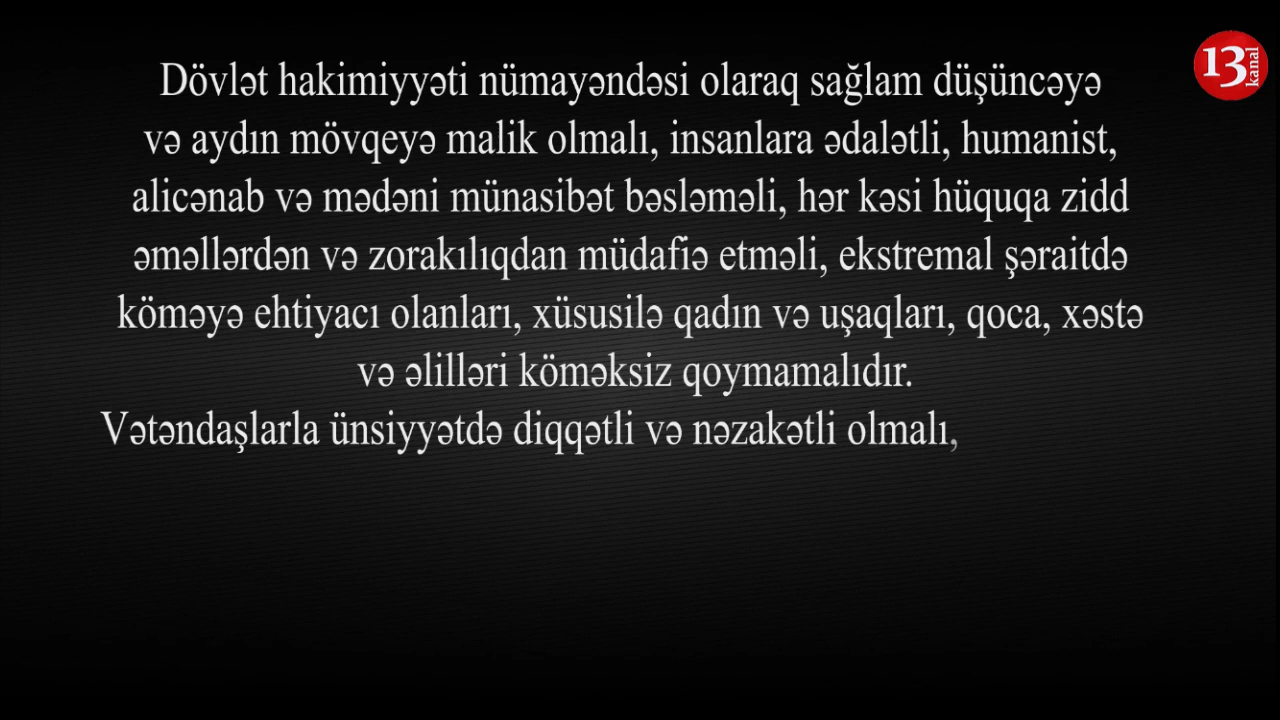 Dövlət hakimiyyəti nümayəndəsi olaraq sağlam düşüncəyə
və aydın mövqeyə malik olmalı, insanlara ədalətli, humanist,
alicənab və mədəni münasibət bəsləməli, hər kəsi hüquqa zidd
əməllərdən və zorakılıqdan müdafiə etməli, ekstremal şəraitdə
köməyə ehtiyacı olanları, xüsusilə qadın və uşaqları, qoca, xəstə
və əlilləri köməksiz qoymamalıdır.
Vətəndaşlarla ünsiyyətdə diqqətli və nəzakətli olmalı,
13 kanal